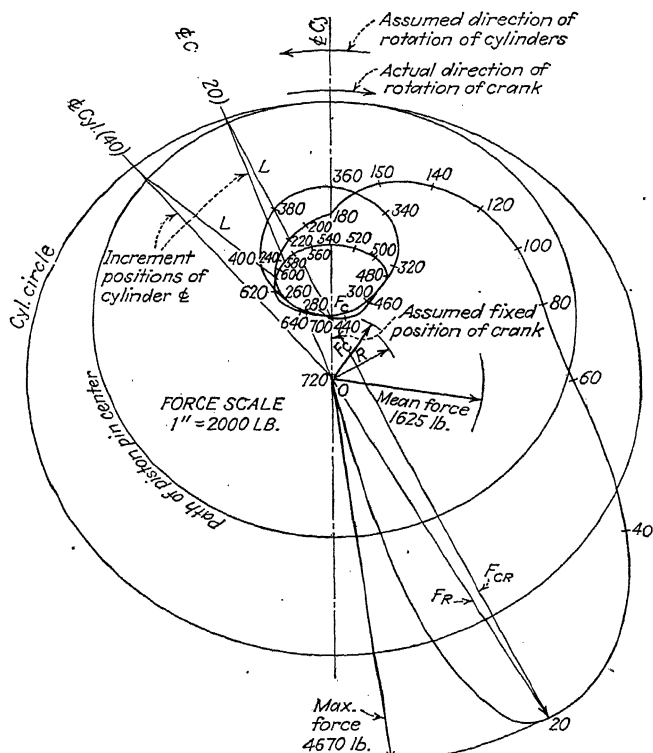 Assumed direction of
rotation of cylinders
Actual direction of
rotation of crank
℄ Cyl.
℄ C
(20)
℄ Cyl. (40)
L
L
Increment
positions of
cylinder ℄
Cyl. circle
Path of piston pin center
360
150
140
120
100
80
60
40
20
380
180
340
200
220
540
520
500
240
400
580
560
480
320
600
620
260
280
300
460
640
700
440
720
O
Fc
Fc
R
Assumed fixed
position of crank
FORCE SCALE
1" = 2000 LB.
Mean force
1625 lb.
FR
FCR
Max.
force
4670 lb.